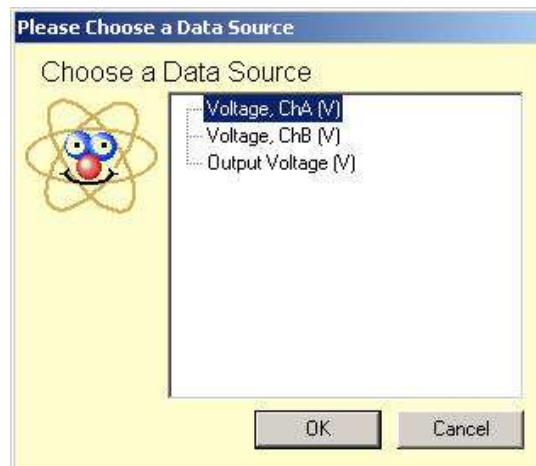 Please Choose a Data Source
Choose a Data Source
Voltage, ChA (V)
Voltage, ChB (V)
Output Voltage (V)
OK
Cancel